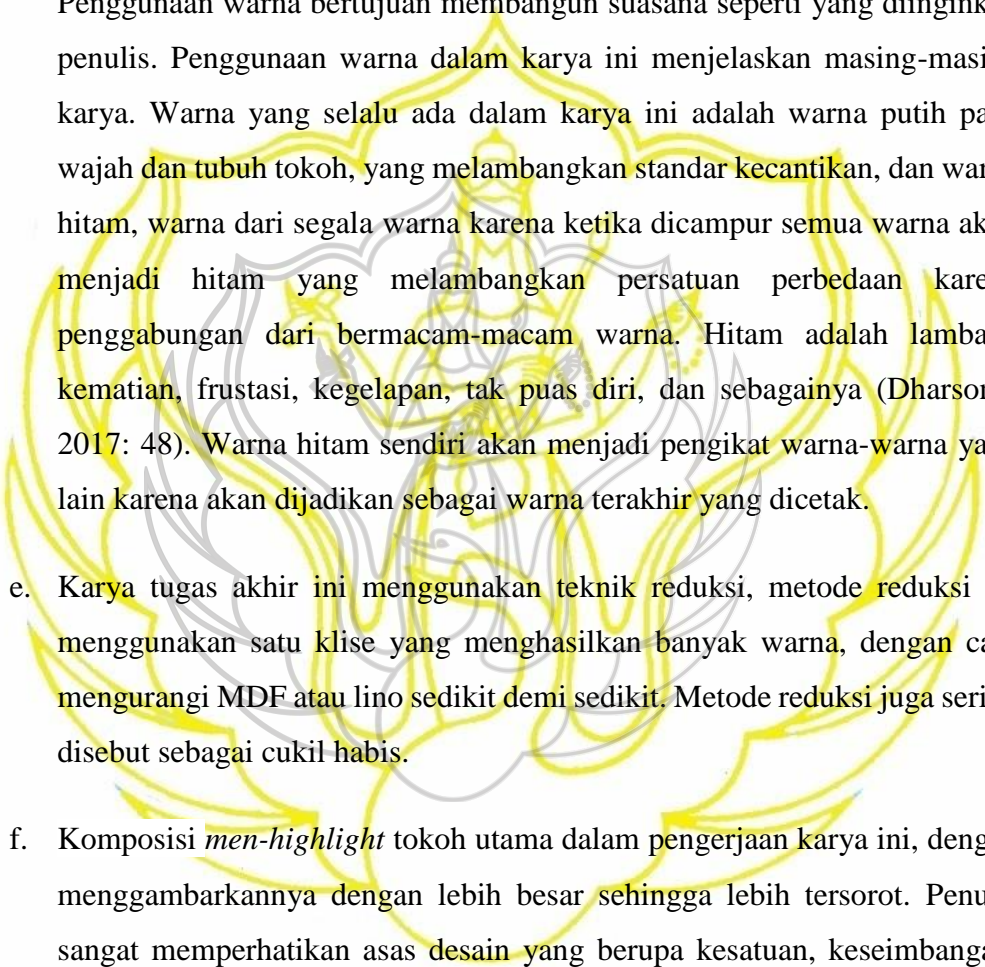 Penggunaan warna bertujuan membangun suasana seperti yang diingink
penulis. Penggunaan warna dalam karya ini menjelaskan masing-masi
karya. Warna yang selalu ada dalam karya ini adalah warna putih pa
wajah dan tubuh tokoh, yang melambangkan standar kecantikan, dan war
hitam, warna dari segala warna karena ketika dicampur semua warna ak
menjadi hitam yang melambangkan persatuan perbedaan kare
penggabungan dari bermacam-macam warna. Hitam adalah lamba
kematian, frustasi, kegelapan, tak puas diri, dan sebagainya (Dharson
2017: 48). Warna hitam sendiri akan menjadi pengikat warna-warna ya
lain karena akan dijadikan sebagai warna terakhir yang dicetak.
e. Karya tugas akhir ini menggunakan teknik reduksi, metode reduksi
menggunakan satu klise yang menghasilkan banyak warna, dengan ca
mengurangi MDF atau lino sedikit demi sedikit. Metode reduksi juga seri
disebut sebagai cukil habis.
f. Komposisi men-highlight tokoh utama dalam pengerjaan karya ini, deng
menggambarkannya dengan lebih besar sehingga lebih tersorot. Penu
sangat memperhatikan asas desain yang berupa kesatuan, keseimbanga